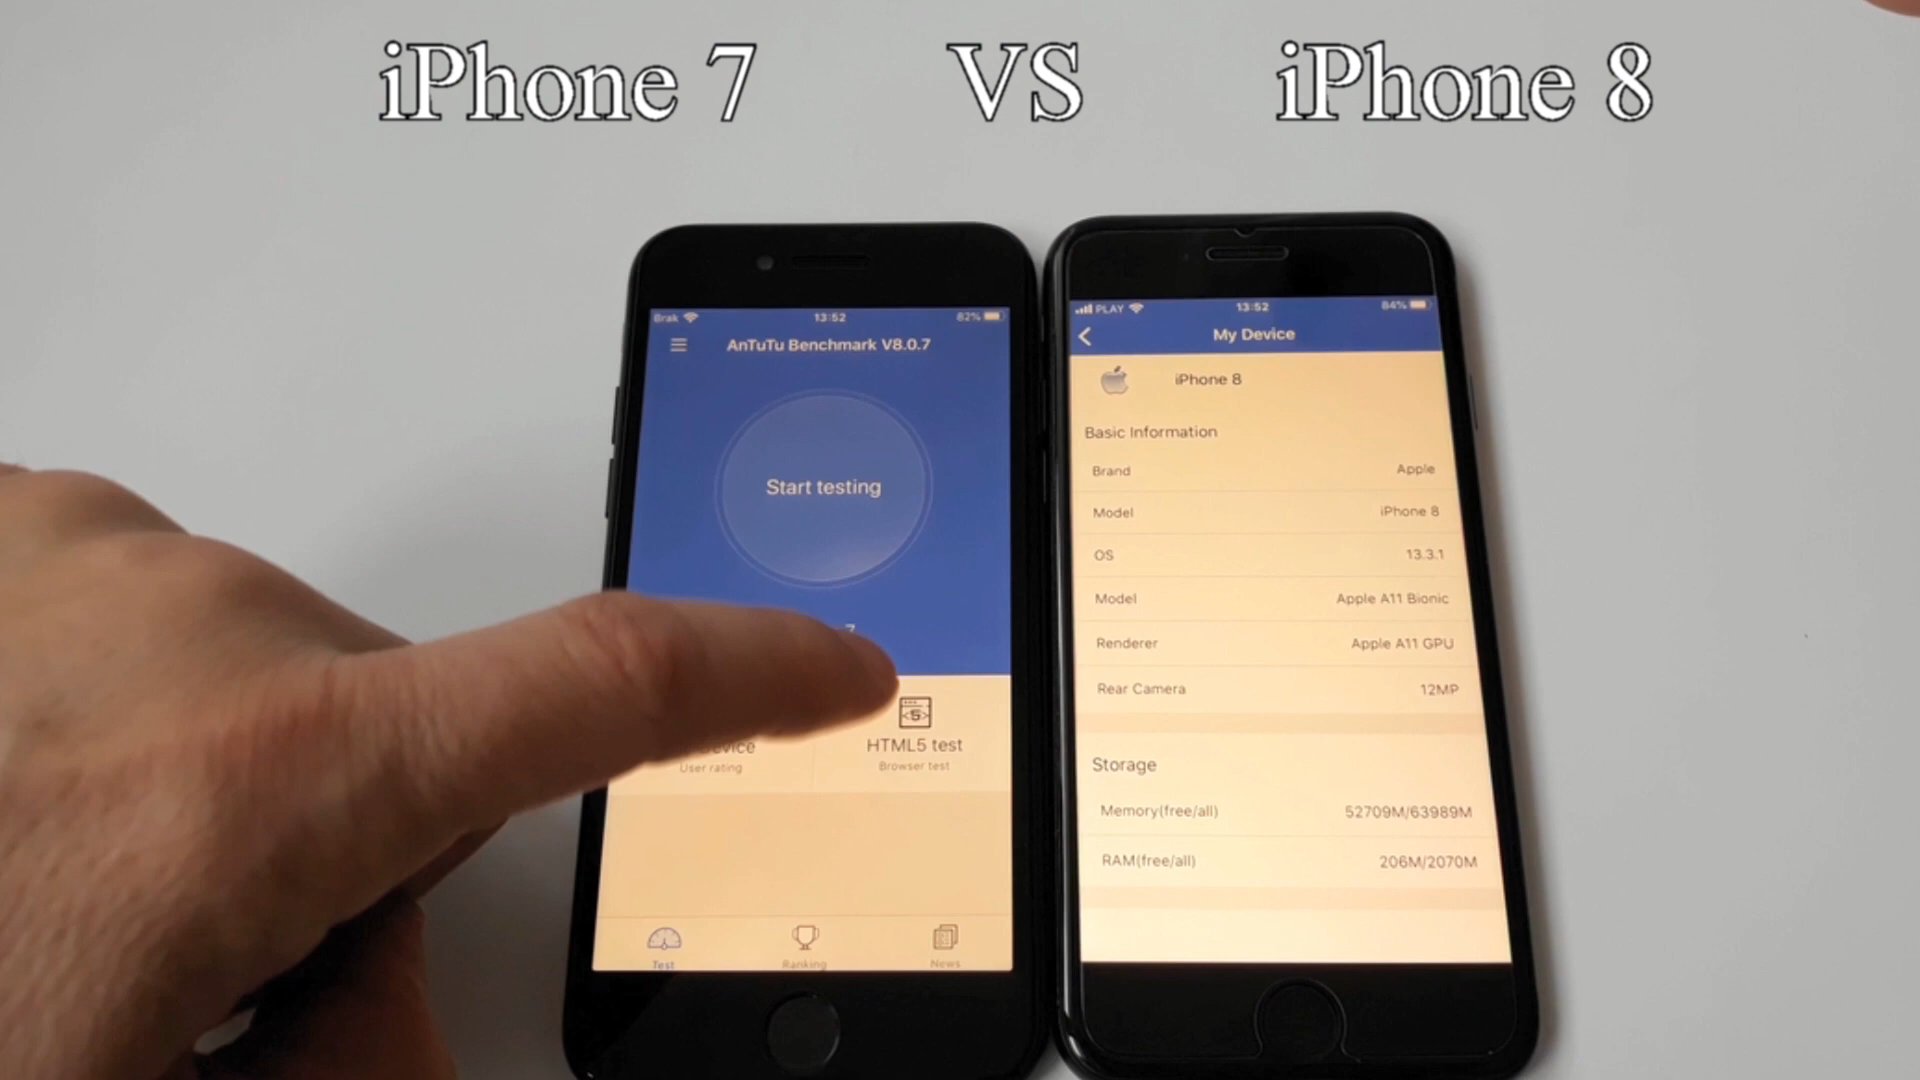 iPhone 7 VS iPhone 8
Brak 13:52 82%
AnTuTu Benchmark V8.0.7
Start testing
7
Device
User rating
HTML5 test
Browser test
Test Ranking News
PLAY 13:52 84%
My Device
iPhone 8
Basic Information
Brand Apple
Model iPhone 8
OS 13.3.1
Model Apple A11 Bionic
Renderer Apple A11 GPU
Rear Camera 12MP
Storage
Memory(free/all) 52709M/63989M
RAM(free/all) 206M/2070M